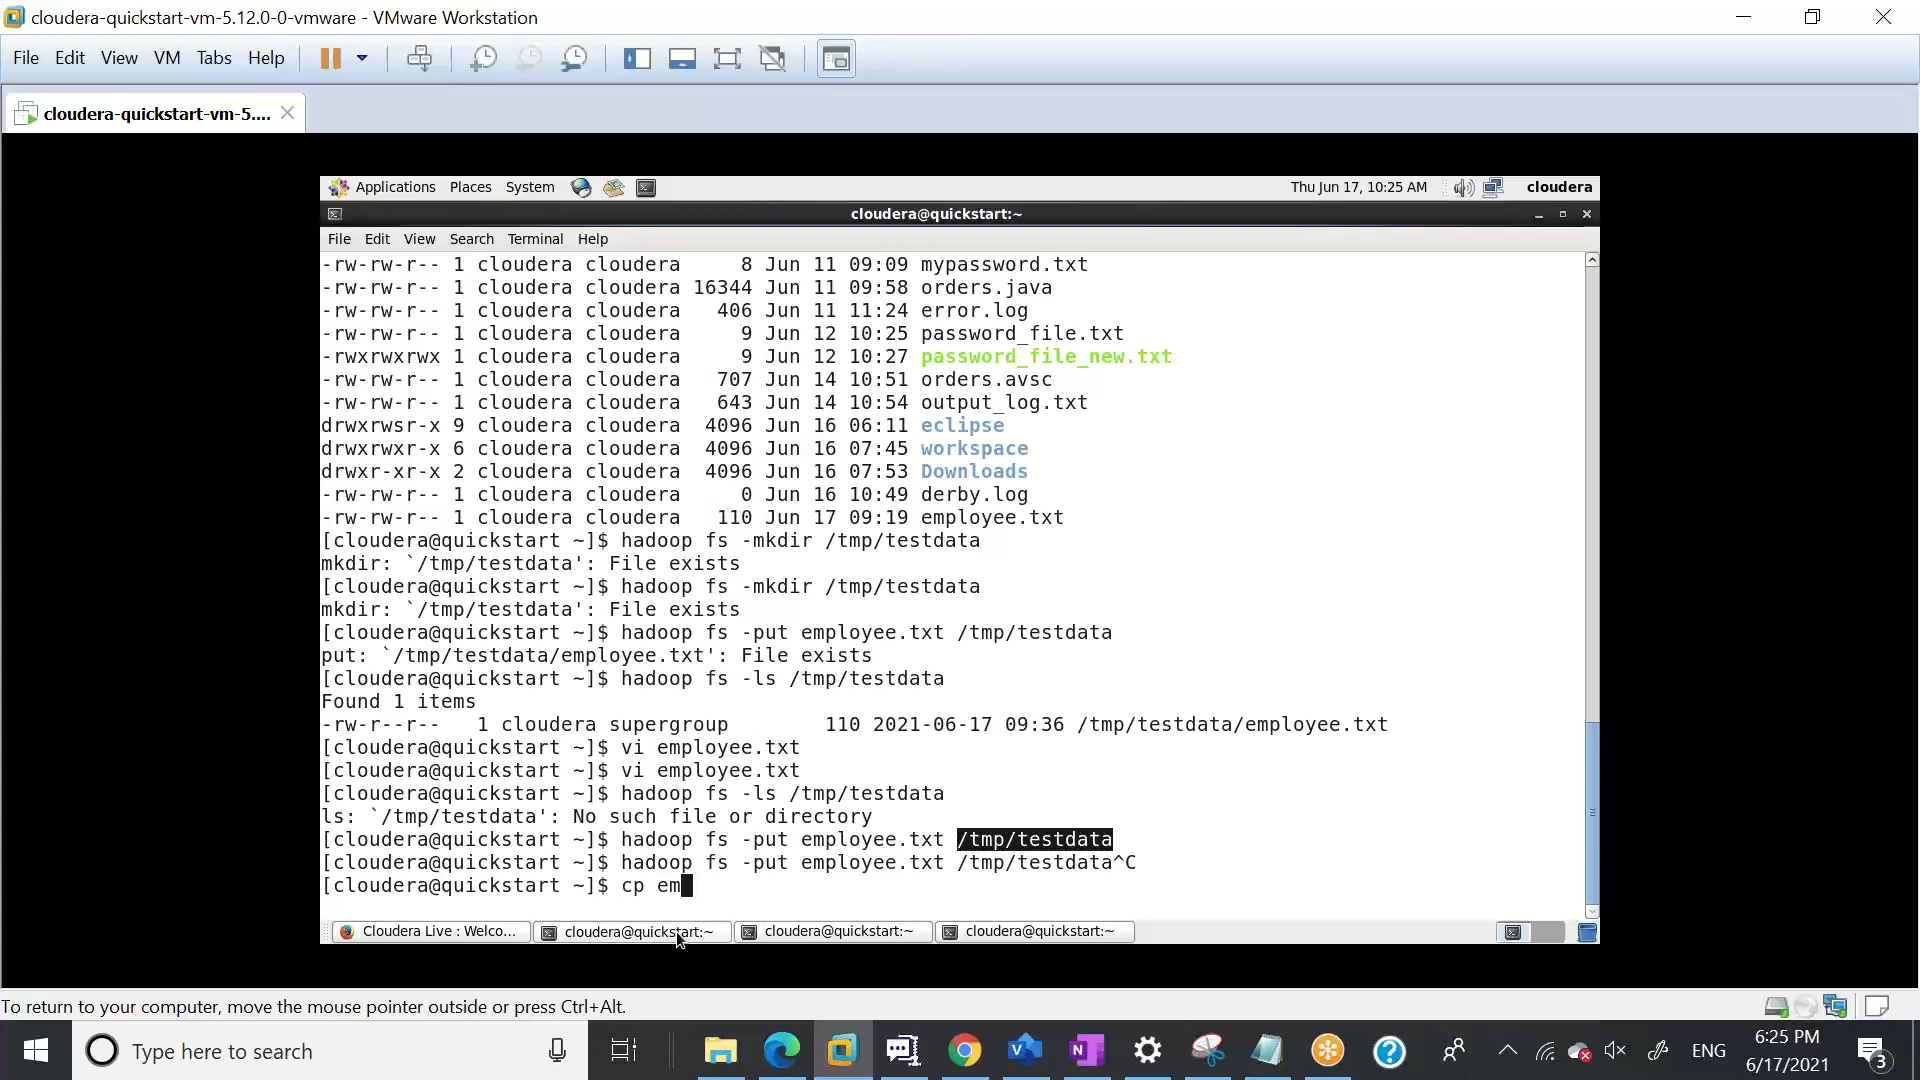 cloudera-quickstart-vm-5.12.0-0-vmware - VMware Workstation
File Edit View VM Tabs Help
cloudera-quickstart-vm-5....
Applications Places System Thu Jun 17, 10:25 AM cloudera
cloudera@quickstart:~
File Edit View Search Terminal Help
-rw-rw-r-- 1 cloudera cloudera 8 Jun 11 09:09 mypassword.txt
-rw-rw-r-- 1 cloudera cloudera 16344 Jun 11 09:58 orders.java
-rw-rw-r-- 1 cloudera cloudera 406 Jun 11 11:24 error.log
-rw-rw-r-- 1 cloudera cloudera 9 Jun 12 10:25 password_file.txt
-rwxrwxrwx 1 cloudera cloudera 9 Jun 12 10:27 password_file_new.txt
-rw-rw-r-- 1 cloudera cloudera 707 Jun 14 10:51 orders.avsc
-rw-rw-r-- 1 cloudera cloudera 643 Jun 14 10:54 output_log.txt
drwxrwsr-x 9 cloudera cloudera 4096 Jun 16 06:11 eclipse
drwxrwxr-x 6 cloudera cloudera 4096 Jun 16 07:45 workspace
drwxr-xr-x 2 cloudera cloudera 4096 Jun 16 07:53 Downloads
-rw-rw-r-- 1 cloudera cloudera 0 Jun 16 10:49 derby.log
-rw-rw-r-- 1 cloudera cloudera 110 Jun 17 09:19 employee.txt
[cloudera@quickstart ~]$ hadoop fs -mkdir /tmp/testdata
mkdir: `/tmp/testdata': File exists
[cloudera@quickstart ~]$ hadoop fs -mkdir /tmp/testdata
mkdir: `/tmp/testdata': File exists
[cloudera@quickstart ~]$ hadoop fs -put employee.txt /tmp/testdata
put: `/tmp/testdata/employee.txt': File exists
[cloudera@quickstart ~]$ hadoop fs -ls /tmp/testdata
Found 1 items
-rw-r--r-- 1 cloudera supergroup 110 2021-06-17 09:36 /tmp/testdata/employee.txt
[cloudera@quickstart ~]$ vi employee.txt
[cloudera@quickstart ~]$ vi employee.txt
[cloudera@quickstart ~]$ hadoop fs -ls /tmp/testdata
ls: `/tmp/testdata': No such file or directory
[cloudera@quickstart ~]$ hadoop fs -put employee.txt /tmp/testdata
[cloudera@quickstart ~]$ hadoop fs -put employee.txt /tmp/testdata^C
[cloudera@quickstart ~]$ cp em
Cloudera Live : Welco... cloudera@quickstart:~ cloudera@quickstart:~ cloudera@quickstart:~
To return to your computer, move the mouse pointer outside or press Ctrl+Alt.
Type here to search
ENG
6:25 PM
6/17/2021
3